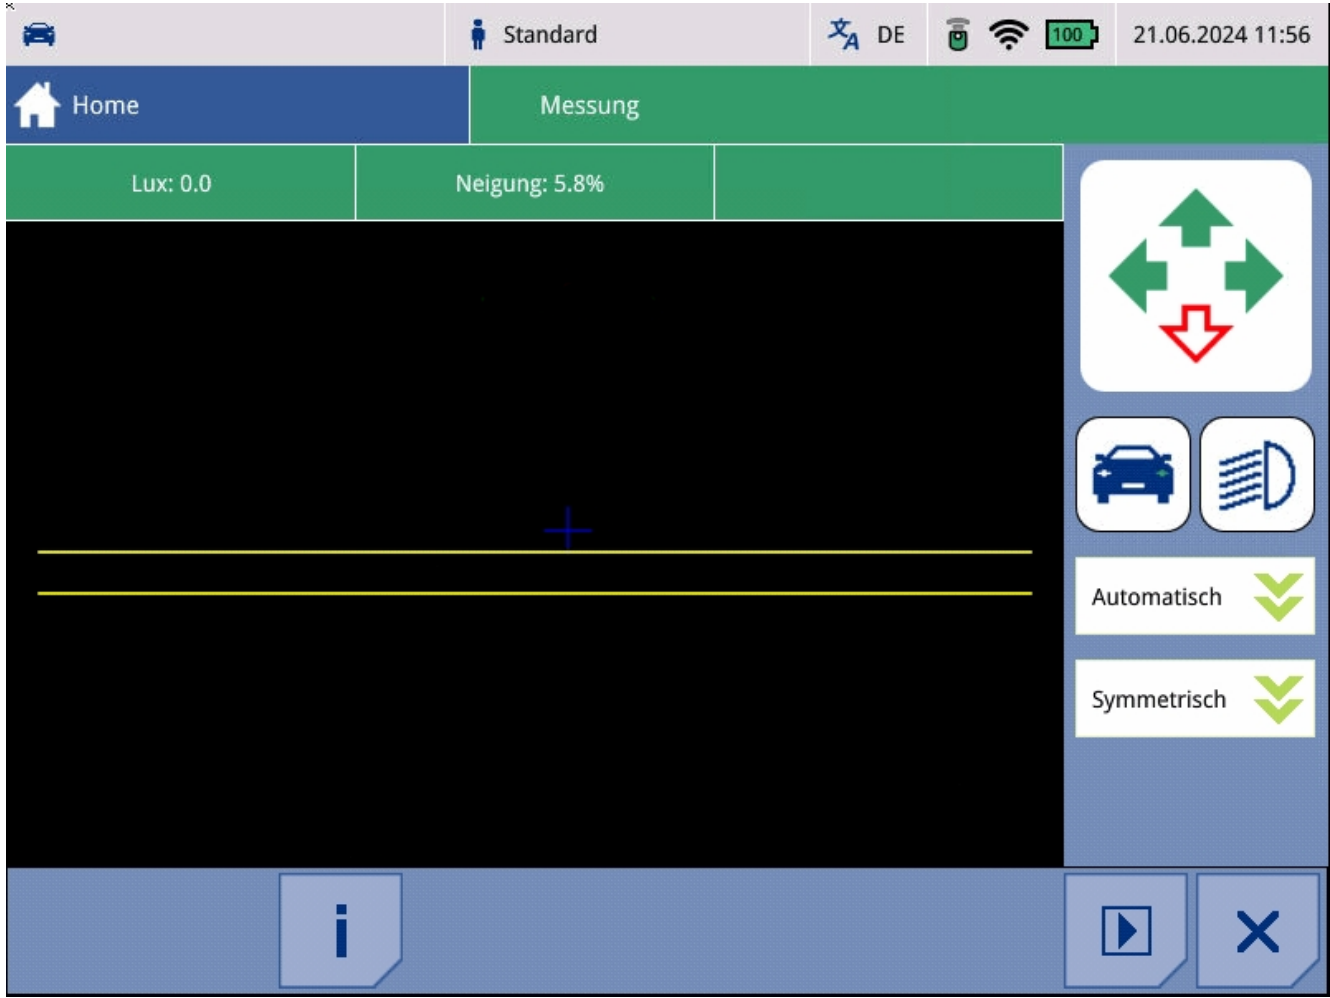 Standard
DE
100
21.06.2024 11:56
Home
Messung
Lux: 0.0
Neigung: 5.8%
Automatisch
Symmetrisch
i